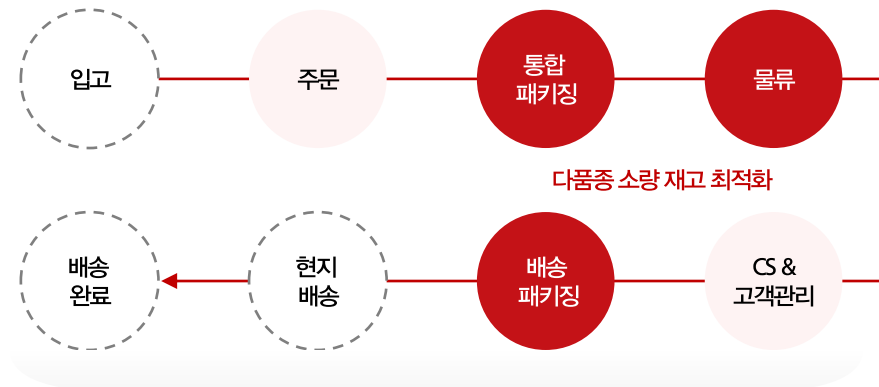 입고
주문
통합
패키징
물류
다품종 소량 재고 최적화
배송
완료
현지
배송
배송
패키징
CS &
고객관리